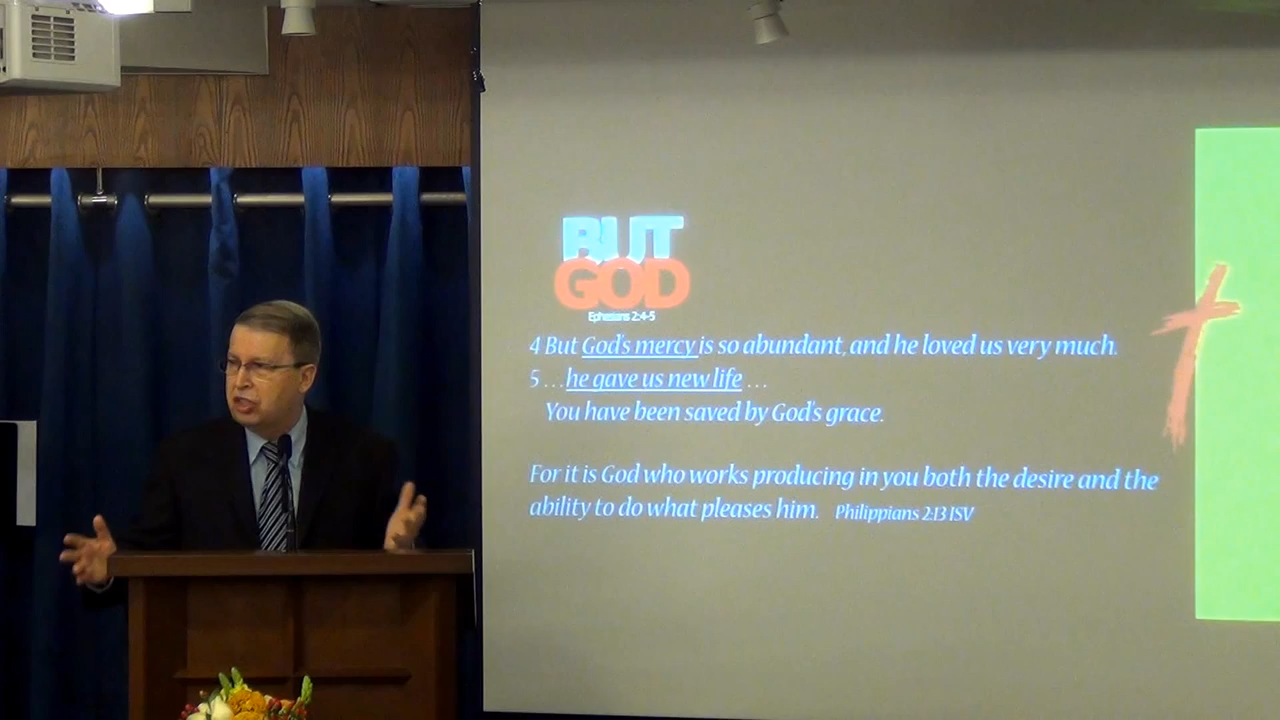 BUT
GOD
Ephesians 2:4-5
4 But God's mercy is so abundant, and he loved us very much.
5 ...he gave us new life ...
You have been saved by God's grace.
For it is God who works producing in you both the desire and the
ability to do what pleases him. Philippians 2:13 ISV